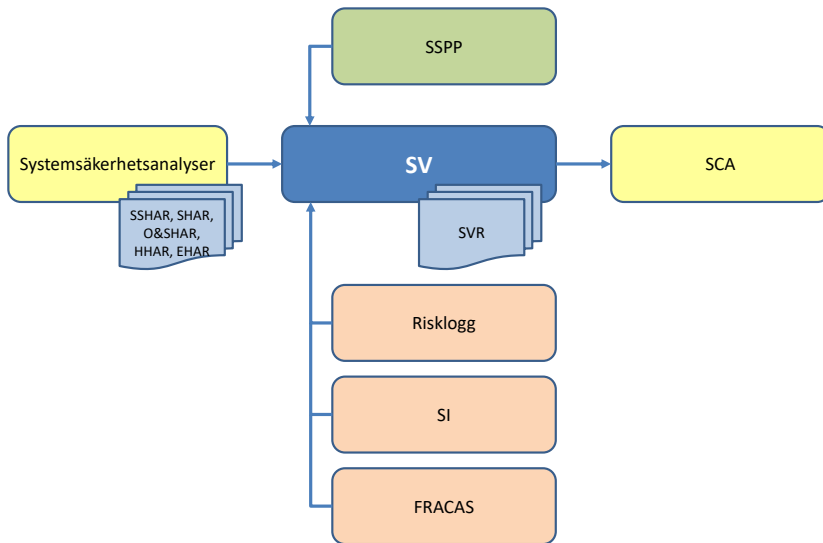 SSPP
Systemsäkerhetsanalyser
SV
SCA
SSHAR, SHAR,
O&SHAR,
HHAR, EHAR
SVR
Risklogg
SI
FRACAS